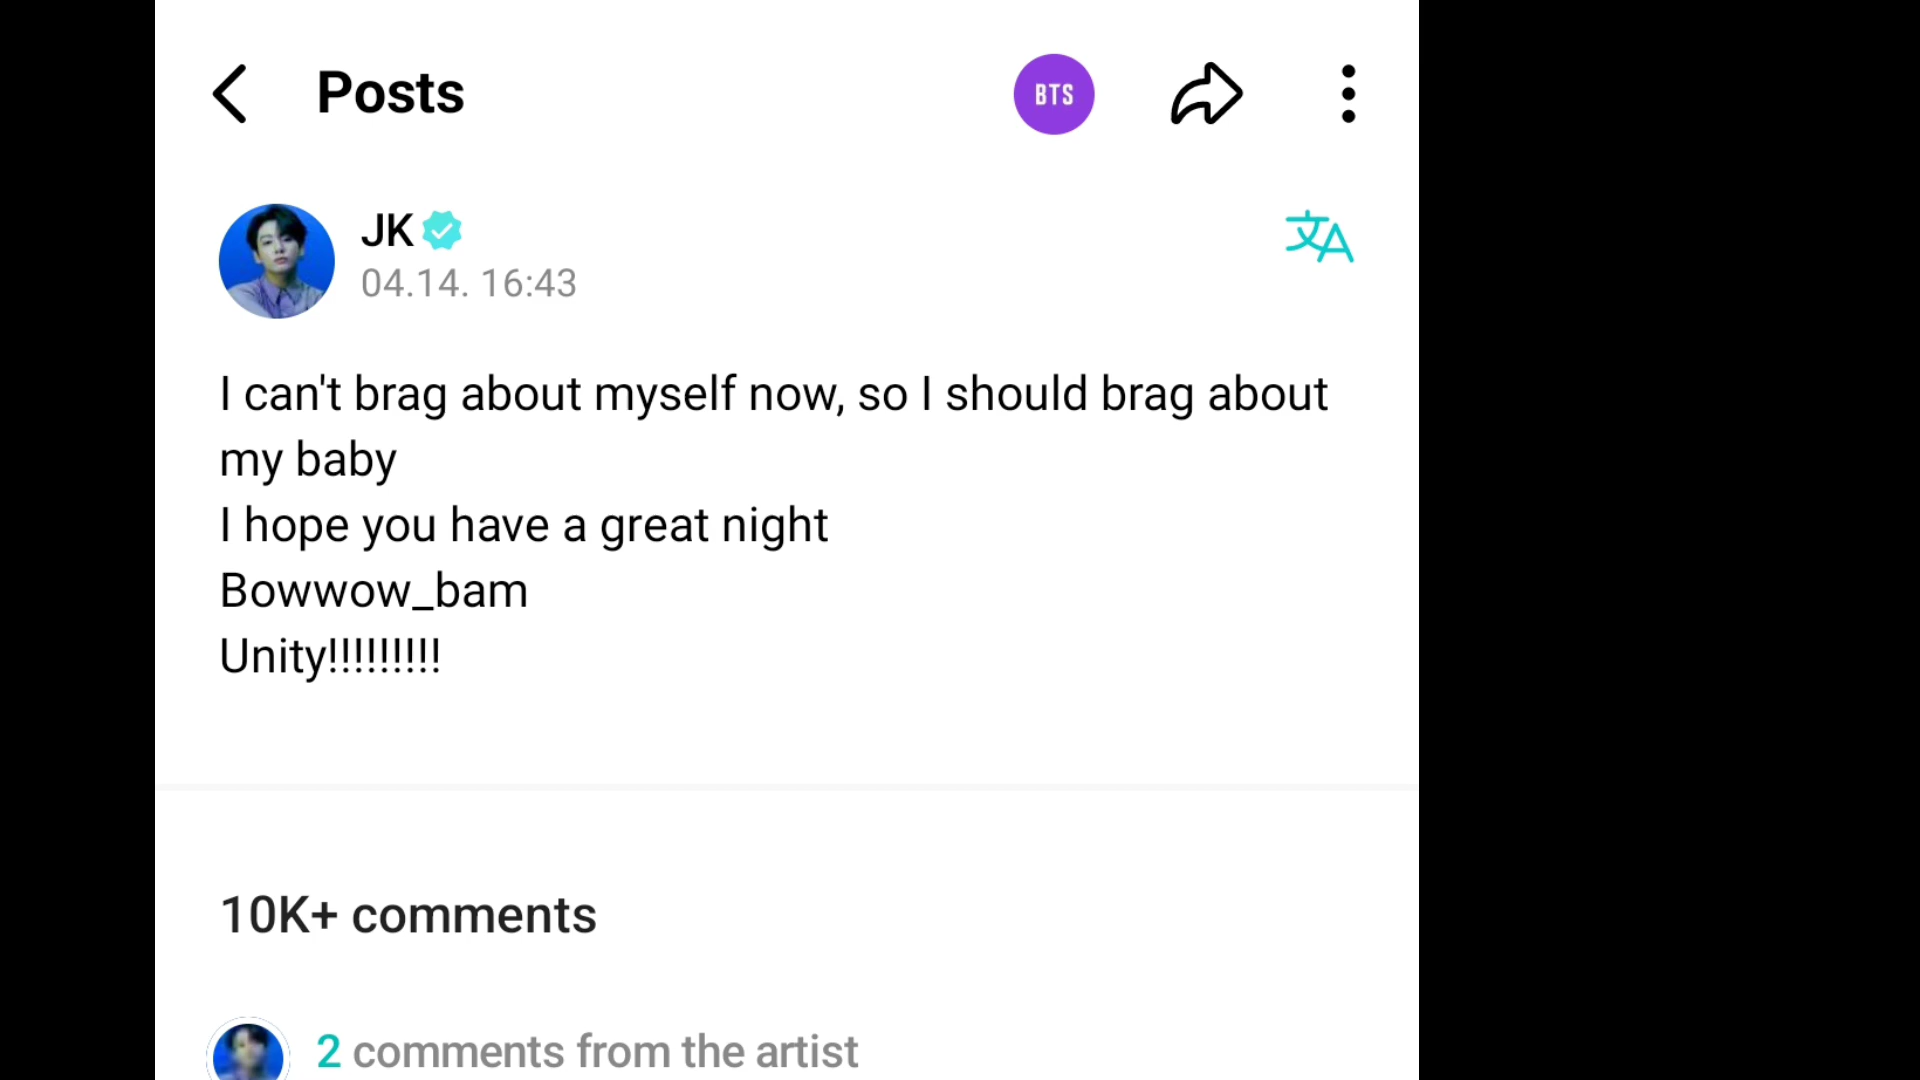 Posts
BTS
JK
04.14. 16:43
I can't brag about myself now, so I should brag about
my baby
I hope you have a great night
Bowwow_bam
Unity!!!!!!!!!
10K+ comments
2 comments from the artist